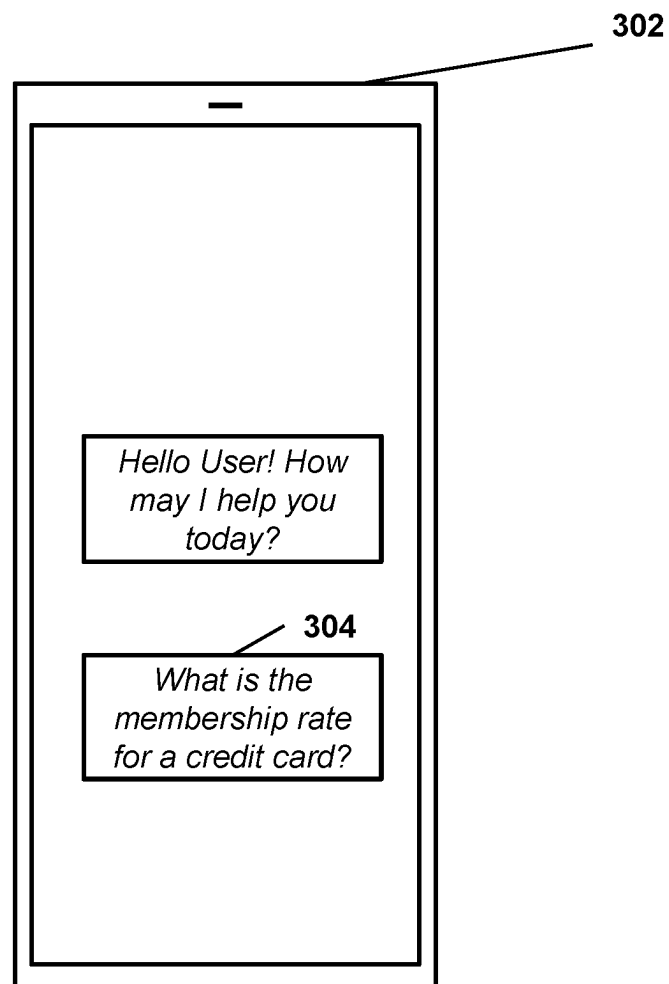 302
Hello User! How
may I help you
today?
304
What is the
membership rate
for a credit card?